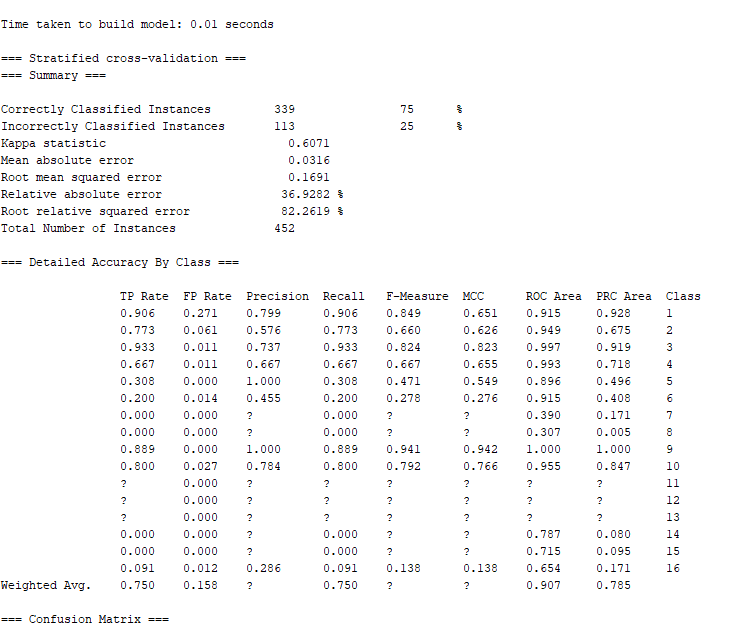 Time taken to build model: 0.01 seconds
=== Stratified cross-validation ===
=== Summary ===
Correctly Classified Instances         339               75      %
Incorrectly Classified Instances       113               25      %
Kappa statistic                          0.6071
Mean absolute error                      0.0316
Root mean squared error                  0.1691
Relative absolute error                 36.9282 %
Root relative squared error             82.2619 %
Total Number of Instances              452
=== Detailed Accuracy By Class ===
                 TP Rate  FP Rate  Precision  Recall   F-Measure  MCC      ROC Area  PRC Area  Class
                 0.906    0.271    0.799      0.906    0.849      0.651    0.915     0.928     1
                 0.773    0.061    0.576      0.773    0.660      0.626    0.949     0.675     2
                 0.933    0.011    0.737      0.933    0.824      0.823    0.997     0.919     3
                 0.667    0.011    0.667      0.667    0.667      0.655    0.993     0.718     4
                 0.308    0.000    1.000      0.308    0.471      0.549    0.896     0.496     5
                 0.200    0.014    0.455      0.200    0.278      0.276    0.915     0.408     6
                 0.000    0.000    ?          0.000    ?          ?        0.390     0.171     7
                 0.000    0.000    ?          0.000    ?          ?        0.307     0.005     8
                 0.889    0.000    1.000      0.889    0.941      0.942    1.000     1.000     9
                 0.800    0.027    0.784      0.800    0.792      0.766    0.955     0.847     10
                 ?        0.000    ?          ?        ?          ?        ?         ?         11
                 ?        0.000    ?          ?        ?          ?        ?         ?         12
                 ?        0.000    ?          ?        ?          ?        ?         ?         13
                 0.000    0.000    ?          0.000    ?          ?        0.787     0.080     14
                 0.000    0.000    ?          0.000    ?          ?        0.715     0.095     15
                 0.091    0.012    0.286      0.091    0.138      0.138    0.654     0.171     16
Weighted Avg.    0.750    0.158    ?          0.750    ?          ?        0.907     0.785
=== Confusion Matrix ===